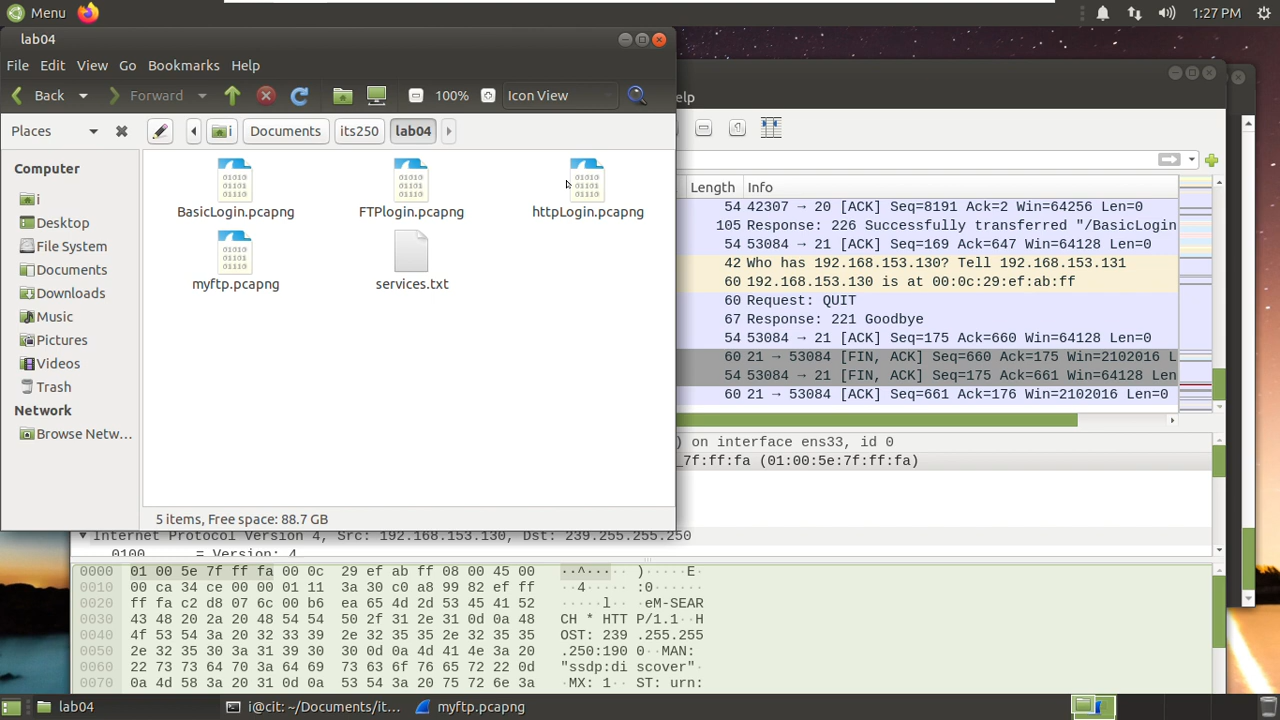 Menu
1:27 PM
lab04
File Edit View Go Bookmarks Help
Back Forward 100% Icon View
Places
i Documents its250 lab04
Computer
i
Desktop
File System
Documents
Downloads
Music
Pictures
Videos
Trash
Network
Browse Netw...
01010
01101
01110
BasicLogin.pcapng
01010
01101
01110
FTPlogin.pcapng
01010
01101
01110
httpLogin.pcapng
01010
01101
01110
myftp.pcapng
services.txt
5 items, Free space: 88.7 GB
elp
Length Info
54 42307 → 20 [ACK] Seq=8191 Ack=2 Win=64256 Len=0
105 Response: 226 Successfully transferred "/BasicLogin
54 53084 → 21 [ACK] Seq=169 Ack=647 Win=64128 Len=0
42 Who has 192.168.153.130? Tell 192.168.153.131
60 192.168.153.130 is at 00:0c:29:ef:ab:ff
60 Request: QUIT
67 Response: 221 Goodbye
54 53084 → 21 [ACK] Seq=175 Ack=660 Win=64128 Len=0
60 21 → 53084 [FIN, ACK] Seq=660 Ack=175 Win=2102016 L
54 53084 → 21 [FIN, ACK] Seq=175 Ack=661 Win=64128 Len
60 21 → 53084 [ACK] Seq=661 Ack=176 Win=2102016 Len=0
) on interface ens33, id 0
_7f:ff:fa (01:00:5e:7f:ff:fa)
Internet Protocol Version 4, Src: 192.168.153.130, Dst: 239.255.255.250
0100 .... = Version: 4
0000 01 00 5e 7f ff fa 00 0c 29 ef ab ff 08 00 45 00 ··^····· )·····E·
0010 00 ca 34 ce 00 00 01 11 3a 30 c0 a8 99 82 ef ff ··4····· :0······
0020 ff fa c2 d8 07 6c 00 b6 ea 65 4d 2d 53 45 41 52 ·····l·· ·eM-SEAR
0030 43 48 20 2a 20 48 54 54 50 2f 31 2e 31 0d 0a 48 CH * HTT P/1.1··H
0040 4f 53 54 3a 20 32 33 39 2e 32 35 35 2e 32 35 35 OST: 239 .255.255
0050 2e 32 35 30 3a 31 39 30 30 0d 0a 4d 41 4e 3a 20 .250:190 0··MAN:
0060 22 73 73 64 70 3a 64 69 73 63 6f 76 65 72 22 0d "ssdp:di scover"·
0070 0a 4d 58 3a 20 31 0d 0a 53 54 3a 20 75 72 6e 3a ·MX: 1·· ST: urn:
lab04
i@cit: ~/Documents/it...
myftp.pcapng